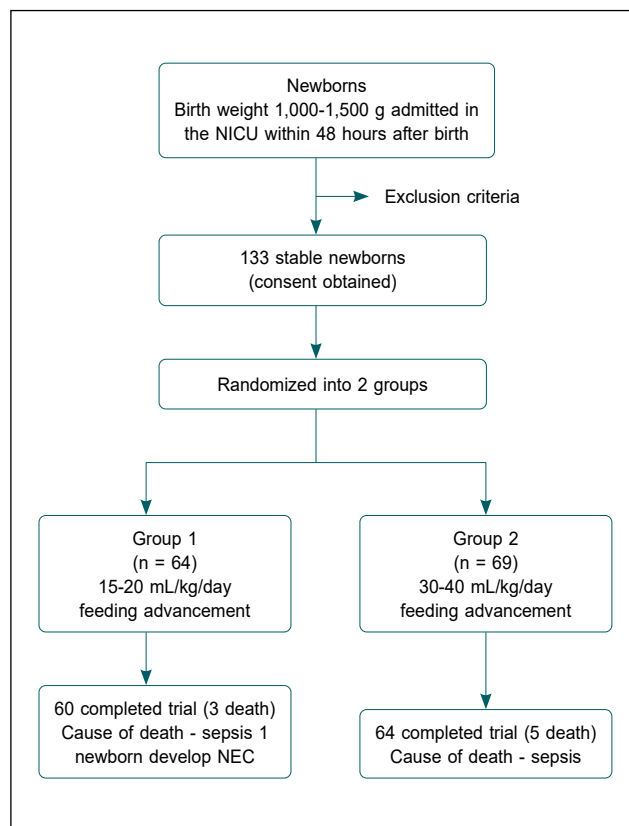 Newborns
Birth weight 1,000-1,500 g admitted in
the NICU within 48 hours after birth
Exclusion criteria
133 stable newborns
(consent obtained)
Randomized into 2 groups
Group 1
(n = 64)
15-20 mL/kg/day
feeding advancement
Group 2
(n = 69)
30-40 mL/kg/day
feeding advancement
60 completed trial (3 death)
Cause of death - sepsis 1
newborn develop NEC
64 completed trial (5 death)
Cause of death - sepsis